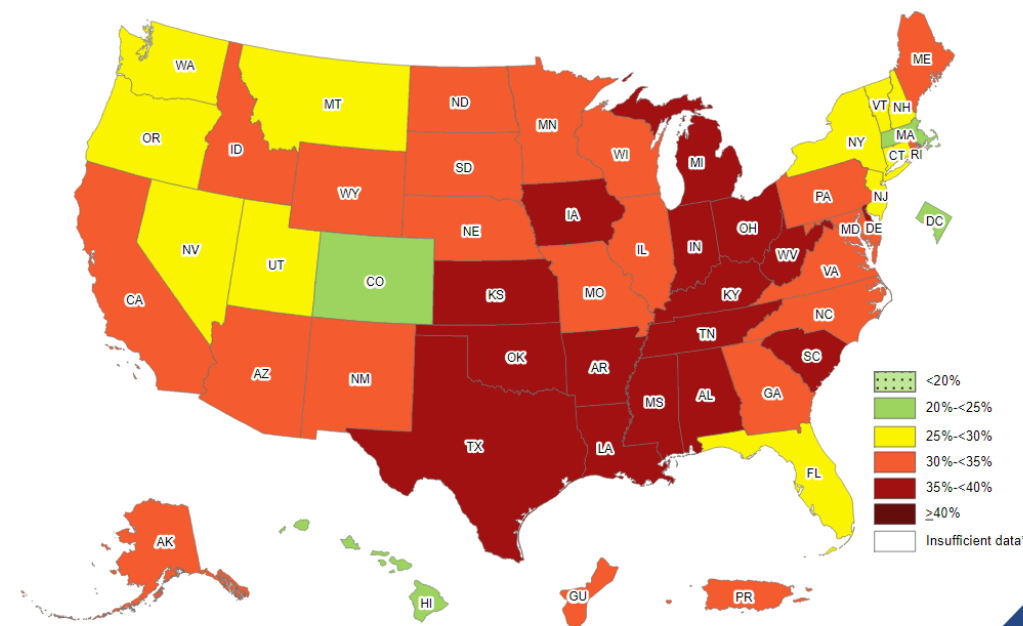 ME
WA
VT
NH
MT
ND
MN
MA
NY
OR
ID
CT
RI
WI
SD
MI
WY
PA
NJ
IA
NE
OH
DC
MD
DE
NV
IL
IN
UT
WV
CO
VA
KS
MO
CA
KY
NC
TN
OK
SC
AR
AZ
NM
GA
MS
AL
TX
LA
FL
AK
HI
GU
PR
<20%
20%-<25%
25%-<30%
30%-<35%
35%-<40%
≥40%
Insufficient data*